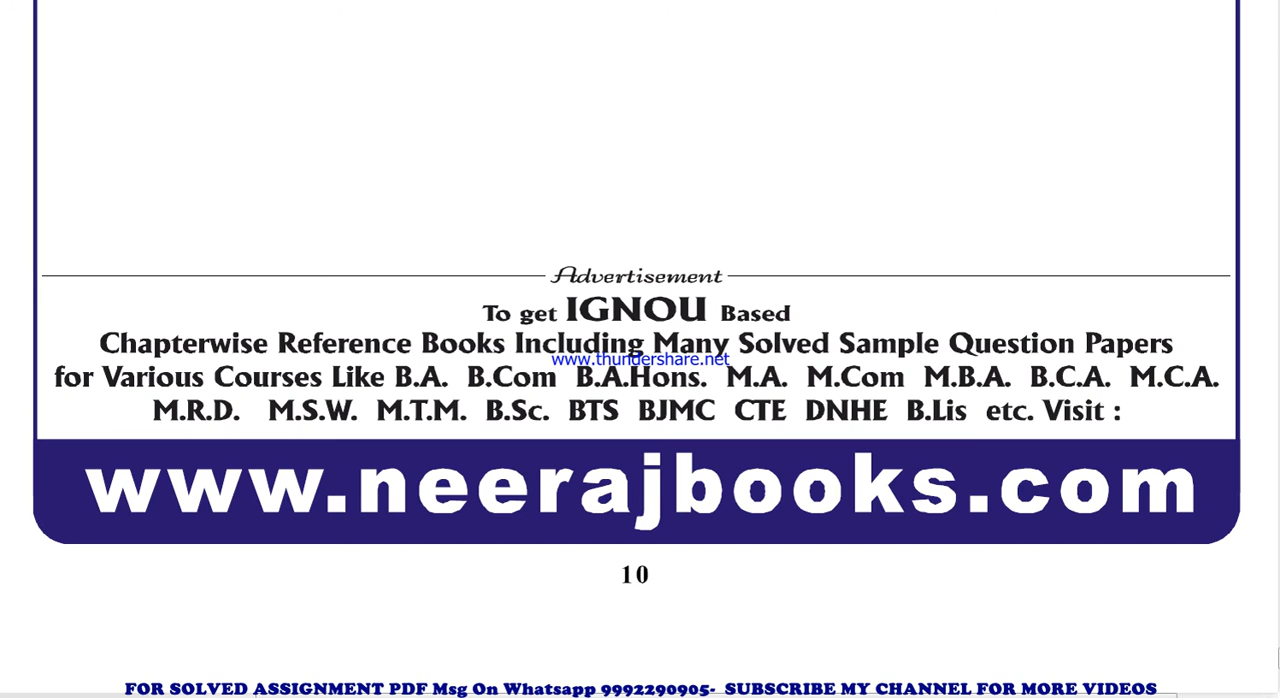 Advertisement
To get IGNOU Based
Chapterwise Reference Books Including Many Solved Sample Question Papers
www.thundershare.net
for Various Courses Like B.A. B.Com B.A.Hons. M.A. M.Com M.B.A. B.C.A. M.C.A.
M.R.D. M.S.W. M.T.M. B.Sc. BTS BJMC CTE DNHE B.Lis etc. Visit :
www.neerajbooks.com
10
FOR SOLVED ASSIGNMENT PDF Msg On Whatsapp 9992290905- SUBSCRIBE MY CHANNEL FOR MORE VIDEOS